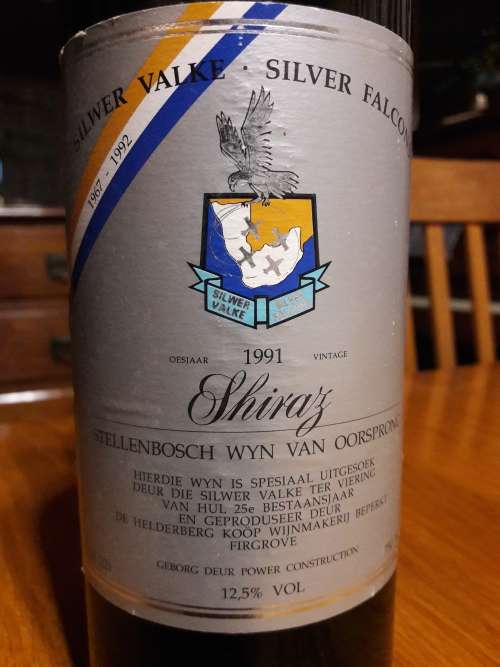 SILWER VALKE · SILVER FALCONS
1967 - 1992
SILWER
VALKE
OESJAAR 1991 VINTAGE
Shiraz
STELLENBOSCH WYN VAN OORSPRONG
HIERDIE WYN IS SPESIAAL UITGESOEK
DEUR DIE SILWER VALKE TER VIERING
VAN HUL 25e BESTAANSJAAR
EN GEPRODUSEER DEUR
DE HELDERBERG KOÖP WIJNMAKERIJ BEPERKT
FIRGROVE
GEBORG DEUR POWER CONSTRUCTION
12,5% VOL